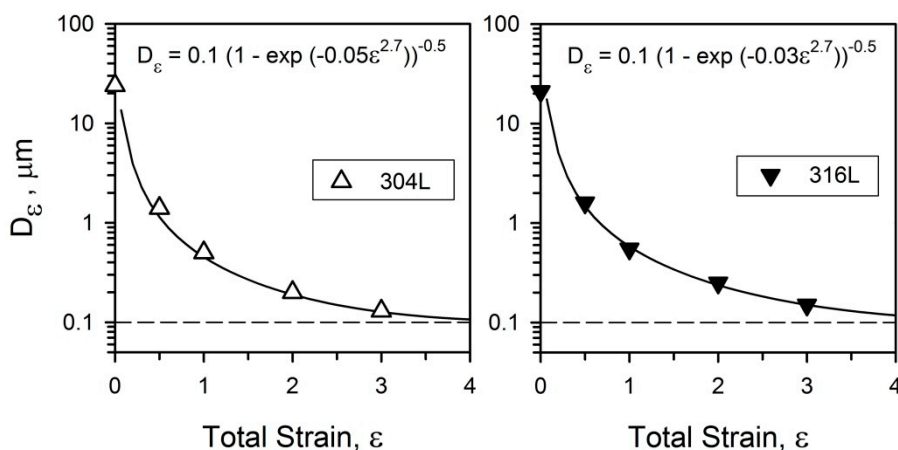 D_ε = 0.1 (1 - exp (-0.05ε^2.7))^-0.5
D_ε = 0.1 (1 - exp (-0.03ε^2.7))^-0.5
D_ε , μm
100
10
1
0.1
304L
0 1 2 3 4
Total Strain, ε
100
10
1
0.1
316L
0 1 2 3 4
Total Strain, ε